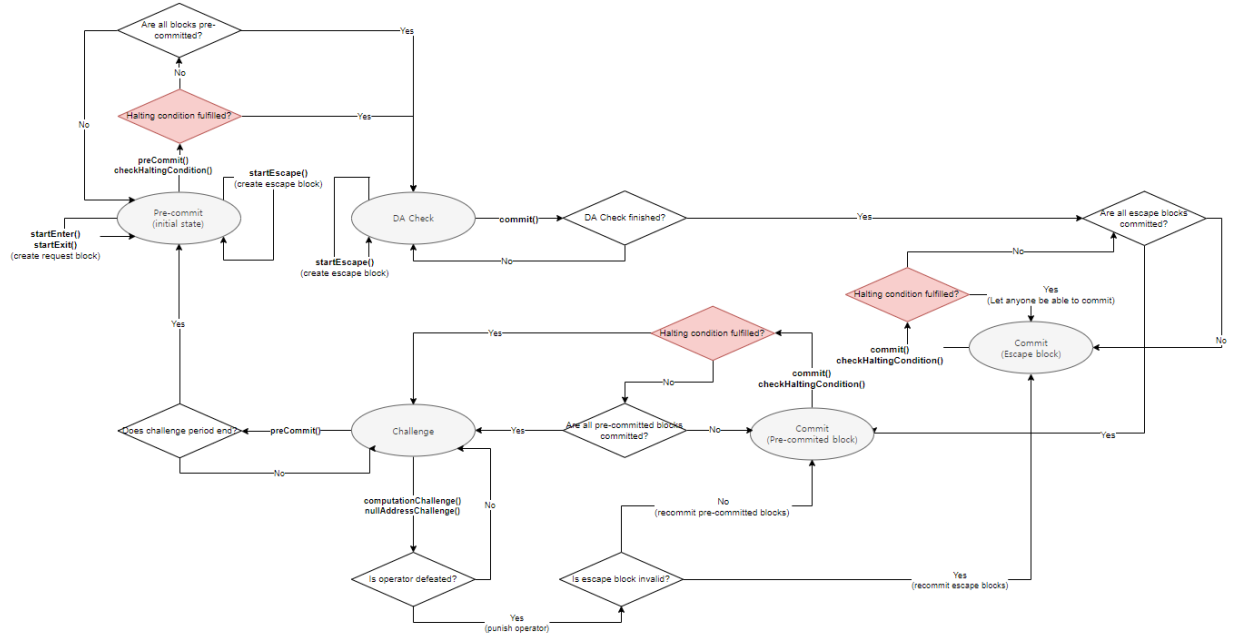 Are all blocks pre-
committed?
Yes
No
No
Halting condition fulfilled?
Yes
preCommit()
checkHaltingCondition()
startEscape()
(create escape block)
Pre-commit
(initial state)
startEnter()
startExit()
(create request block)
DA Check
startEscape()
(create escape block)
commit()
DA Check finished?
No
Yes
Are all escape blocks
committed?
No
Halting condition fulfilled?
Yes
(Let anyone be able to commit)
commit()
checkHaltingCondition()
Commit
(Escape block)
No
Yes
Yes
Halting condition fulfilled?
Yes
commit()
checkHaltingCondition()
No
Does challenge period end?
preCommit()
Challenge
Yes
Are all pre-committed blocks
committed?
No
Commit
(Pre-commited block)
No
computationChallenge()
nullAddressChallenge()
No
No
(recommit pre-committed blocks)
Is operator defeated?
Is escape block invalid?
Yes
(recommit escape blocks)
Yes
(punish operator)